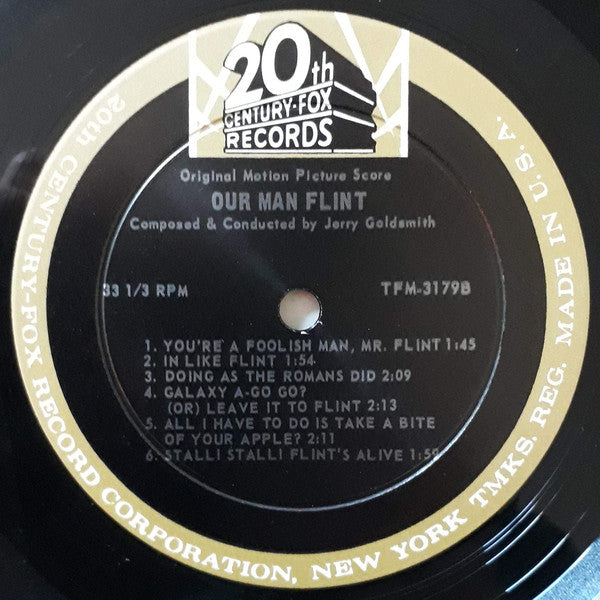 20th
CENTURY-FOX
RECORDS
Original Motion Picture Score
OUR MAN FLINT
Composed & Conducted by Jerry Goldsmith
33 1/3 RPM
TFM-3179B
1. YOU'RE A FOOLISH MAN, MR. FLINT 1:45
2. IN LIKE FLINT 1:54
3. DOING AS THE ROMANS DID 2:09
4. GALAXY A-GO GO?
(OR) LEAVE IT TO FLINT 2:13
5. ALL I HAVE TO DO IS TAKE A BITE
OF YOUR APPLE? 2:11
6. STALL! STALL! FLINT'S ALIVE 1:59
20th CENTURY-FOX RECORD CORPORATION, NEW YORK TMKS. REG. MADE IN U.S.A.